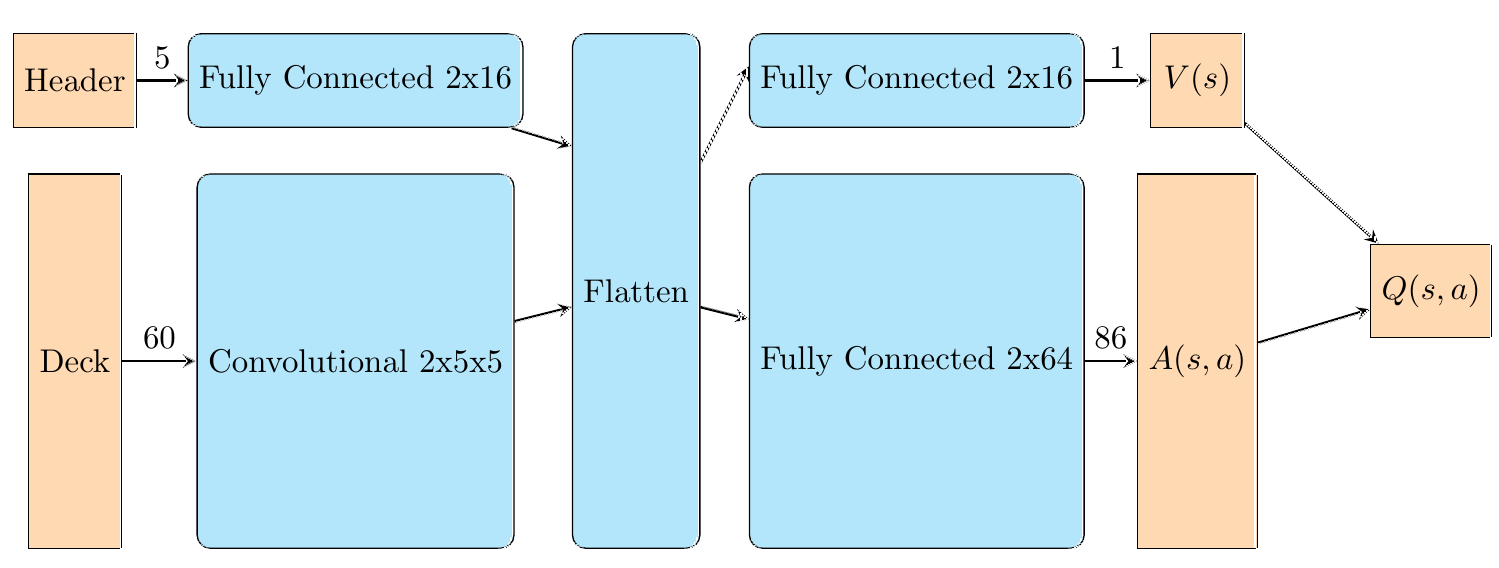 Header
5
Fully Connected 2x16
Fully Connected 2x16
1
V(s)
Deck
60
Convolutional 2x5x5
Flatten
Fully Connected 2x64
86
A(s, a)
Q(s, a)